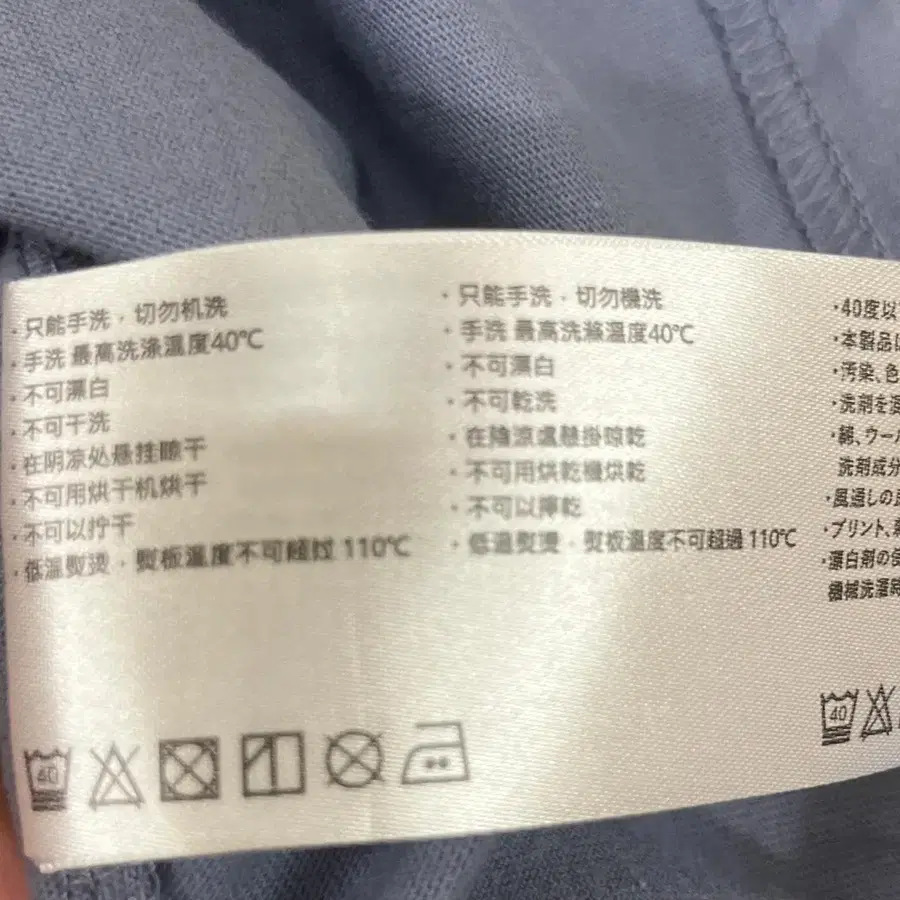 · 只能手洗，切勿机洗
· 手洗 最高洗涤溫度40℃
· 不可漂白
· 不可干洗
· 在阴凉处悬挂晾干
· 不可用烘干机烘干
· 不可以拧干
· 低溫熨燙，熨板溫度不可超过 110℃
· 只能手洗，切勿機洗
· 手洗 最高洗滌溫度40℃
· 不可漂白
· 不可乾洗
· 在陰涼處懸掛晾乾
· 不可用烘乾機烘乾
· 不可以擰乾
· 低溫熨燙，熨板溫度不可超過 110℃
· 40度以
· 本製品
· 汚染、色
· 洗剤を
· 綿、ウー
洗剤成分
· 風通しの
· プリント、
· 漂白剤の
機械洗濯
40
40